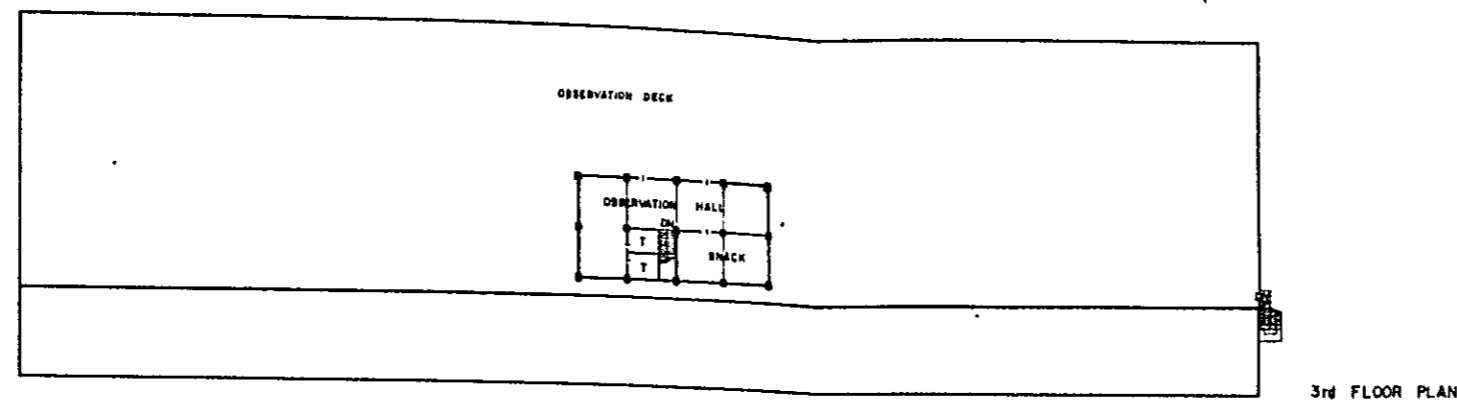 OBSERVATION DECK
OBSERVATION HALL
DN
T
SNACK
T
3rd FLOOR PLAN